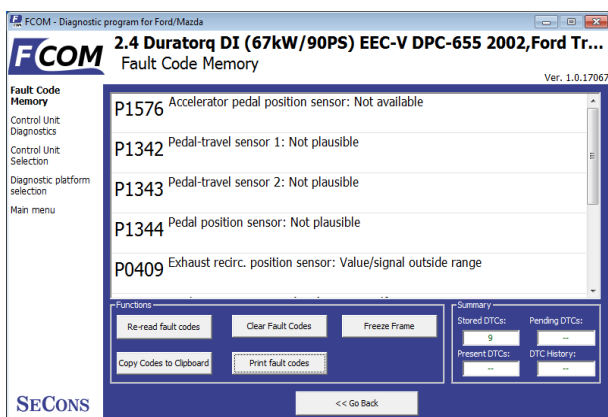 FCOM - Diagnostic program for Ford/Mazda
FCOM
2.4 Duratorq DI (67kW/90PS) EEC-V DPC-655 2002,Ford Tr...
Fault Code Memory
Ver. 1.0.17067
Fault Code
Memory
Control Unit
Diagnostics
Control Unit
Selection
Diagnostic platform
selection
Main menu
P1576 Accelerator pedal position sensor: Not available
P1342 Pedal-travel sensor 1: Not plausible
P1343 Pedal-travel sensor 2: Not plausible
P1344 Pedal position sensor: Not plausible
P0409 Exhaust recirc. position sensor: Value/signal outside range
Functions
Re-read fault codes
Clear Fault Codes
Freeze Frame
Copy Codes to Clipboard
Print fault codes
Summary
Stored DTCs:
Pending DTCs:
9
--
Present DTCs:
DTC History:
--
--
<< Go Back
SECONS